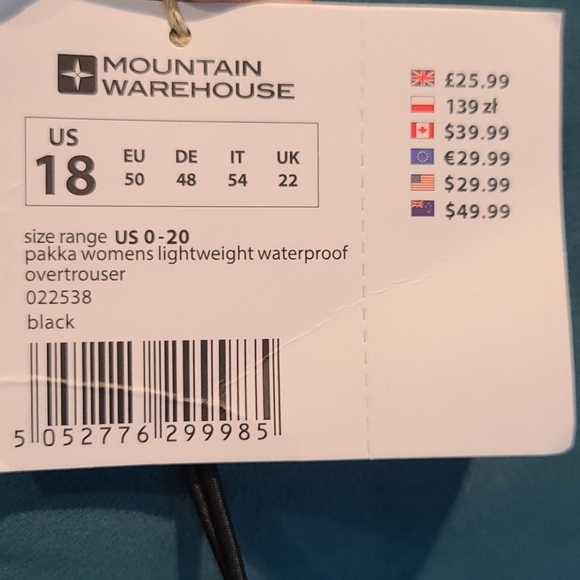 MOUNTAIN
WAREHOUSE
US
18
EU DE IT UK
50 48 54 22
size range US 0-20
pakka womens lightweight waterproof
overtrouser
022538
black
5 052776 299985
£25.99
139 zł
$39.99
€29.99
$29.99
$49.99